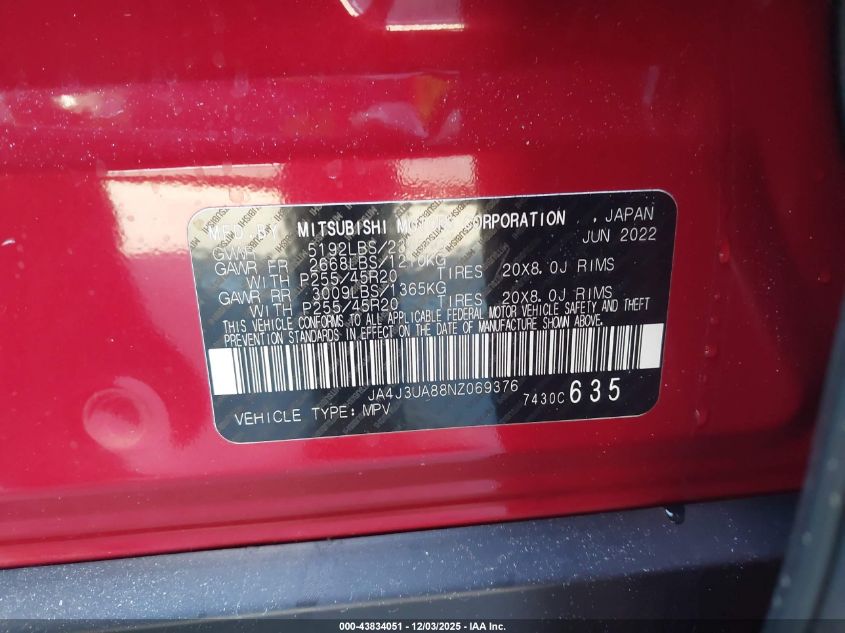 MFD. BY MITSUBISHI MOTORS CORPORATION , JAPAN
GVWR 5192LBS/23 JUN 2022
GAWR FR 2668LBS/1210KG
WITH P255/45R20 TIRES 20X8.0J RIMS
GAWR RR 3009LBS/1365KG
WITH P255/45R20 TIRES 20X8.0J RIMS
THIS VEHICLE CONFORMS TO ALL APPLICABLE FEDERAL MOTOR VEHICLE SAFETY AND THEFT
PREVENTION STANDARDS IN EFFECT ON THE DATE OF MANUFACTURE SHOWN ABOVE.
JA4J3UA88NZ069376 7430C 635
VEHICLE TYPE: MPV
000-43834051 - 12/03/2025 - IAA Inc.